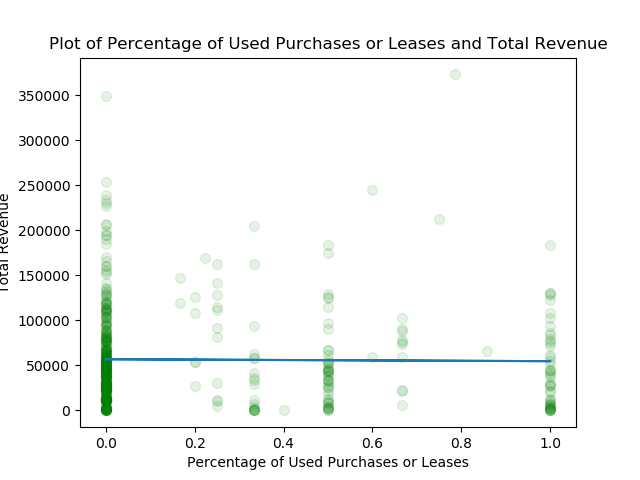 Plot of Percentage of Used Purchases or Leases and Total Revenue
350000
300000
250000
200000
150000
100000
50000
0
Total Revenue
0.0 0.2 0.4 0.6 0.8 1.0
Percentage of Used Purchases or Leases